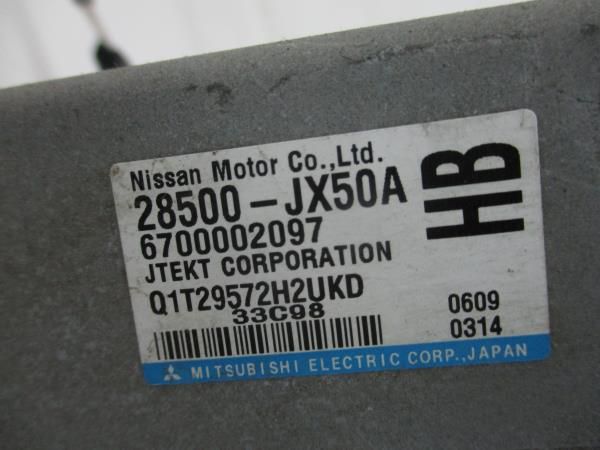 Nissan Motor Co.,Ltd.
28500-JX50A
HB
6700002097
JTEKT CORPORATION
Q1T29572H2UKD
33C98
0609
0314
MITSUBISHI ELECTRIC CORP., JAPAN